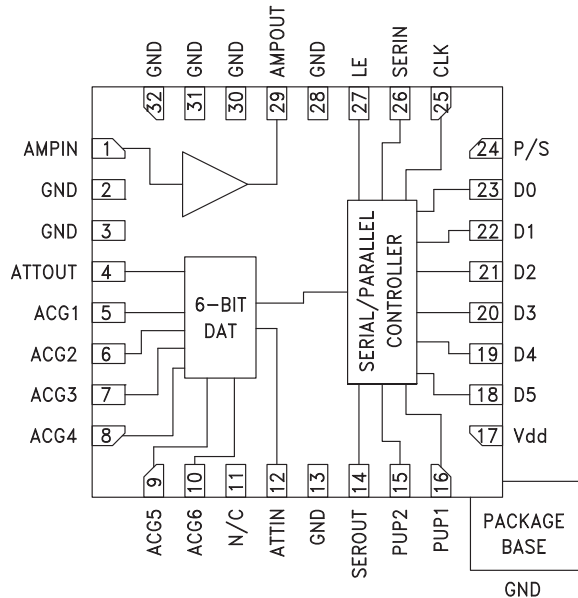 GND
GND
GND
AMPOUT
GND
LE
SERIN
CLK
32
31
30
29
28
27
26
25
AMPIN 1
GND 2
GND 3
ATTOUT 4
ACG1 5
ACG2 6
ACG3 7
ACG4 8
24 P/S
23 D0
22 D1
21 D2
20 D3
19 D4
18 D5
17 Vdd
6-BIT
DAT
SERIAL/PARALLEL
CONTROLLER
9
10
11
12
13
14
15
16
ACG5
ACG6
N/C
ATTIN
GND
SEROUT
PUP2
PUP1
PACKAGE
BASE
GND